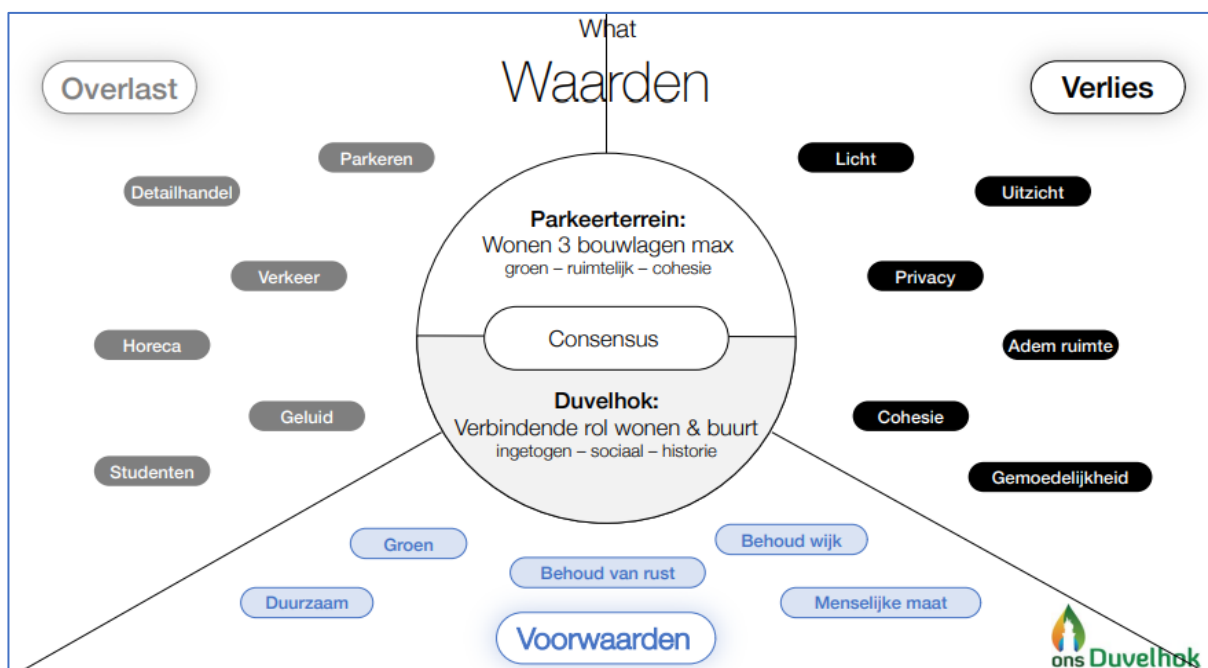 What
Waarden
Overlast
Verlies
Parkeren
Detailhandel
Verkeer
Horeca
Geluid
Studenten
Licht
Uitzicht
Privacy
Adem ruimte
Cohesie
Gemoedelijkheid
Parkeerterrein:
Wonen 3 bouwlagen max
groen – ruimtelijk – cohesie
Consensus
Duvelhok:
Verbindende rol wonen & buurt
ingetogen – sociaal – historie
Groen
Behoud wijk
Behoud van rust
Duurzaam
Menselijke maat
Voorwaarden
ons Duvelhok